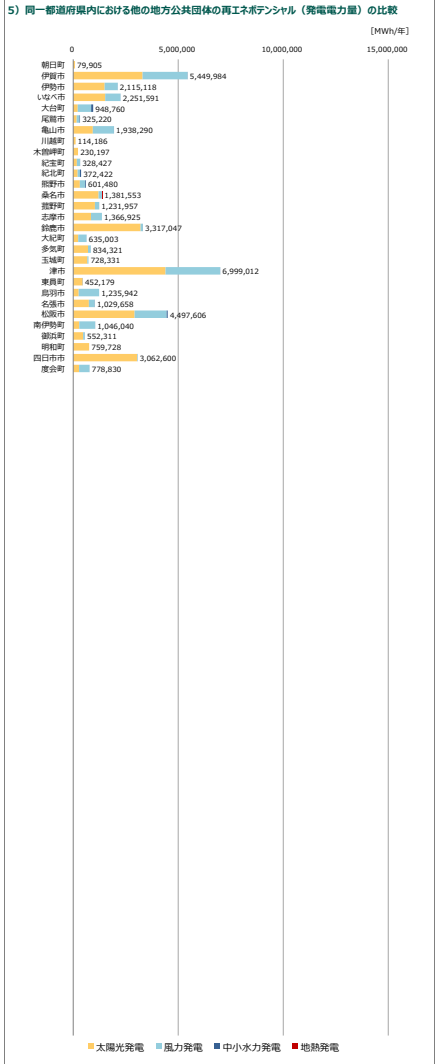 5）同一都道府県内における他の地方公共団体の再エネポテンシャル（発電電力量）の比較
[MWh/年]
0 5,000,000 10,000,000 15,000,000
朝日町 79,905
伊賀市 5,449,984
伊勢市 2,115,118
いなべ市 2,251,591
大台町 948,760
尾鷲市 325,220
亀山市 1,938,290
川越町 114,186
木曽岬町 230,197
紀宝町 328,427
紀北町 372,422
熊野市 601,480
桑名市 1,381,553
菰野町 1,231,957
志摩市 1,366,925
鈴鹿市 3,317,047
大紀町 635,003
多気町 834,321
玉城町 728,331
津市 6,999,012
東員町 452,179
鳥羽市 1,235,942
名張市 1,029,658
松阪市 4,497,606
南伊勢町 1,046,040
御浜町 552,311
明和町 759,728
四日市市 3,062,600
度会町 778,830
太陽光発電 風力発電 中小水力発電 地熱発電